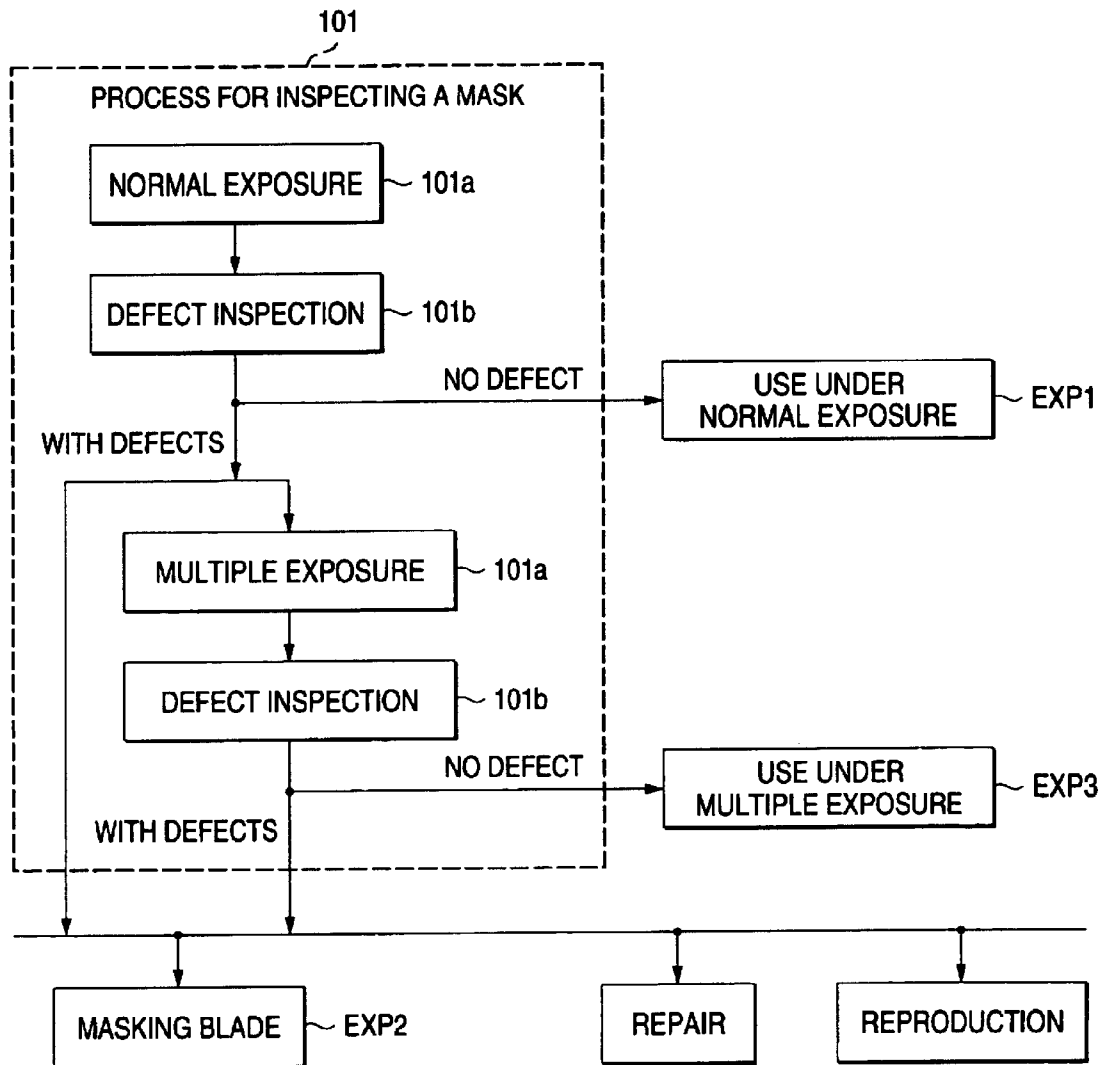 101
PROCESS FOR INSPECTING A MASK
NORMAL EXPOSURE
101a
DEFECT INSPECTION
101b
NO DEFECT
USE UNDER
NORMAL EXPOSURE
EXP1
WITH DEFECTS
MULTIPLE EXPOSURE
101a
DEFECT INSPECTION
101b
NO DEFECT
USE UNDER
MULTIPLE EXPOSURE
EXP3
WITH DEFECTS
MASKING BLADE
EXP2
REPAIR
REPRODUCTION